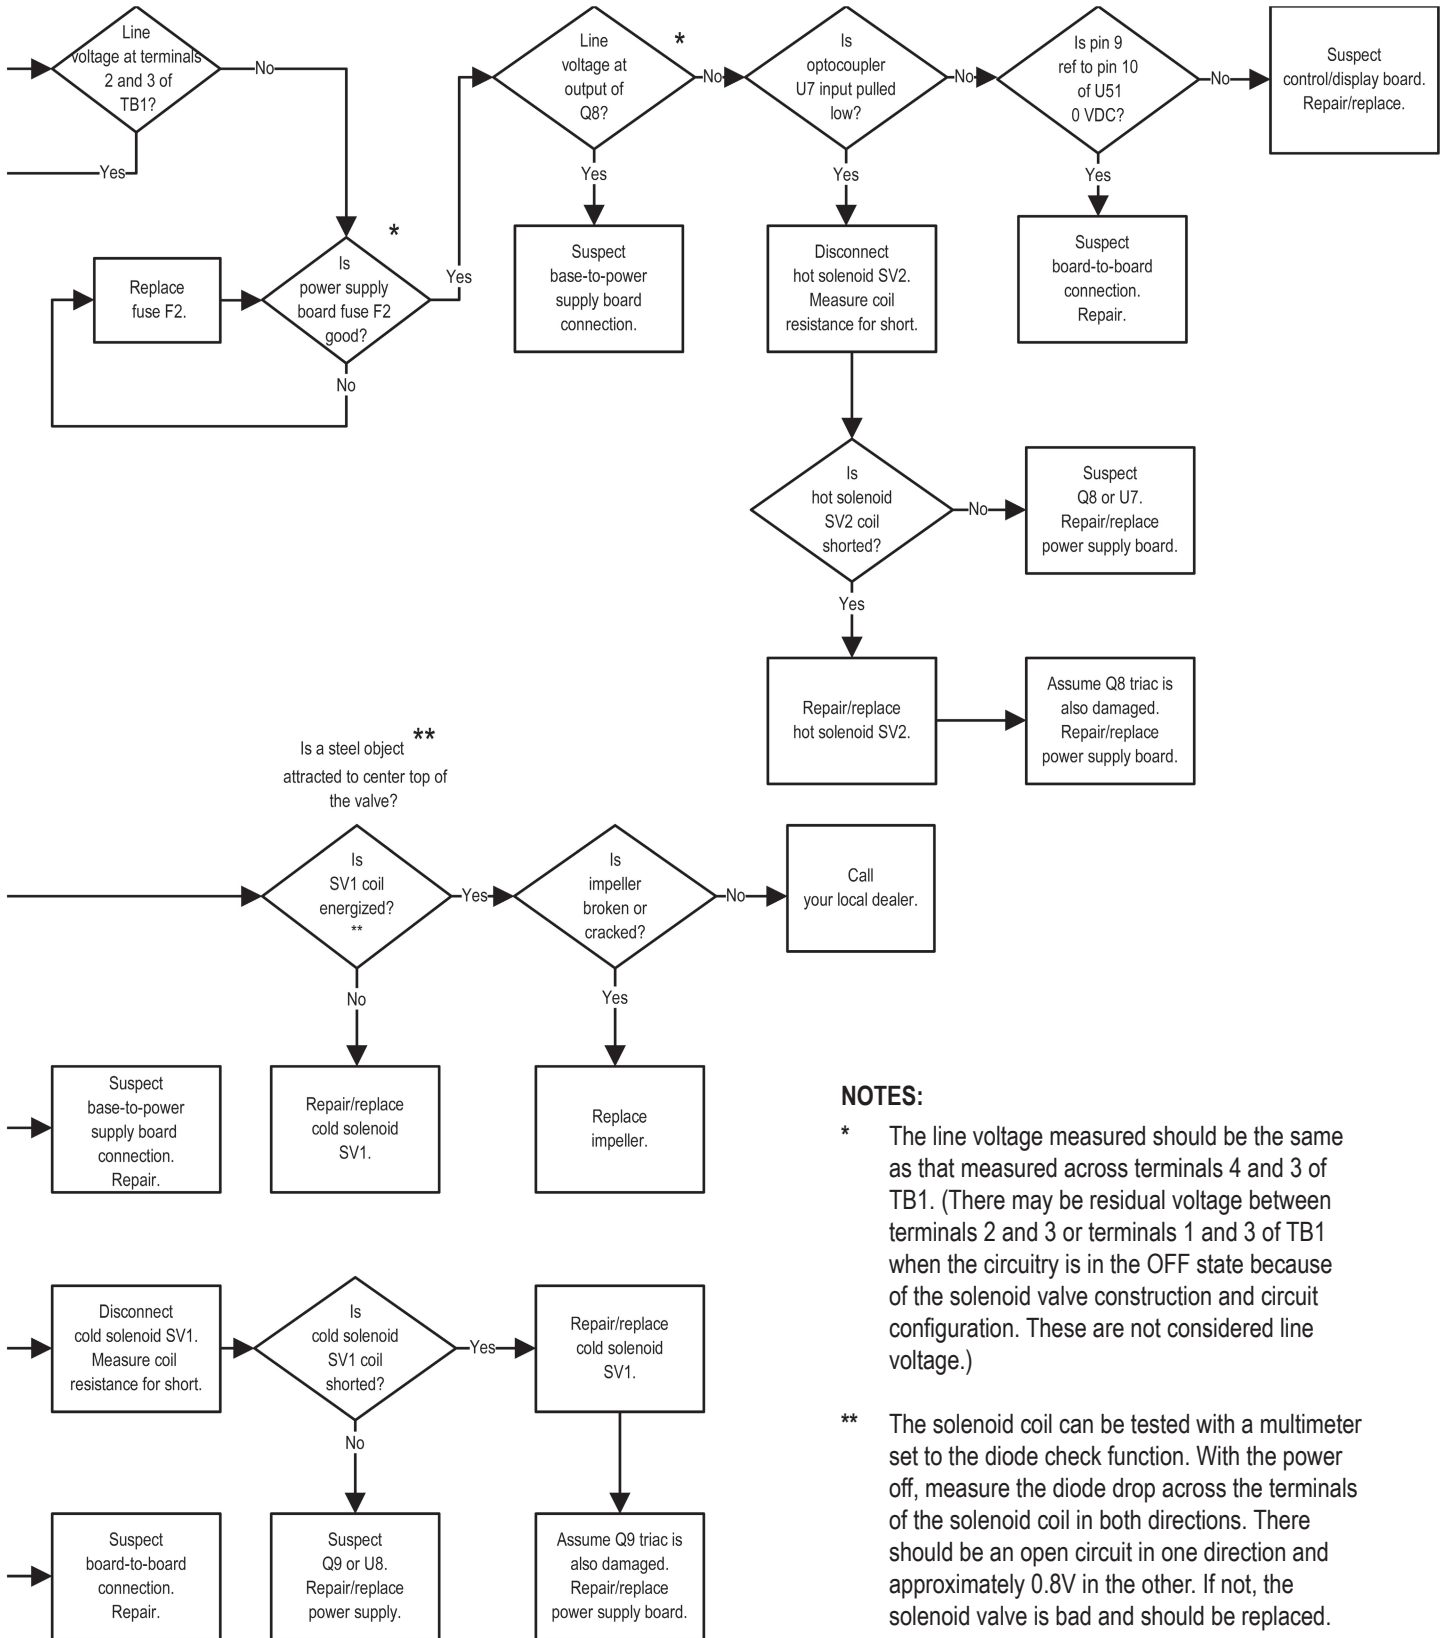 Line
voltage at terminals
2 and 3 of
TB1?
No
Yes
*
Is
power supply
board fuse F2
good?
Yes
No
Replace
fuse F2.
Line
voltage at
output of
Q8?
*
No
Yes
Suspect
base-to-power
supply board
connection.
Is
optocoupler
U7 input pulled
low?
No
Yes
Disconnect
hot solenoid SV2.
Measure coil
resistance for short.
Is pin 9
ref to pin 10
of U51
0 VDC?
No
Yes
Suspect
board-to-board
connection.
Repair.
Suspect
control/display board.
Repair/replace.
Is
hot solenoid
SV2 coil
shorted?
No
Suspect
Q8 or U7.
Repair/replace
power supply board.
Yes
Repair/replace
hot solenoid SV2.
Assume Q8 triac is
also damaged.
Repair/replace
power supply board.
Is a steel object **
attracted to center top of
the valve?
Is
SV1 coil
energized?
**
Yes
No
Is
impeller
broken or
cracked?
No
Yes
Call
your local dealer.
Suspect
base-to-power
supply board
connection.
Repair.
Repair/replace
cold solenoid
SV1.
Replace
impeller.
Disconnect
cold solenoid SV1.
Measure coil
resistance for short.
Is
cold solenoid
SV1 coil
shorted?
Yes
No
Repair/replace
cold solenoid
SV1.
Suspect
board-to-board
connection.
Repair.
Suspect
Q9 or U8.
Repair/replace
power supply.
Assume Q9 triac is
also damaged.
Repair/replace
power supply board.
NOTES:
* The line voltage measured should be the same
as that measured across terminals 4 and 3 of
TB1. (There may be residual voltage between
terminals 2 and 3 or terminals 1 and 3 of TB1
when the circuitry is in the OFF state because
of the solenoid valve construction and circuit
configuration. These are not considered line
voltage.)
** The solenoid coil can be tested with a multimeter
set to the diode check function. With the power
off, measure the diode drop across the terminals
of the solenoid coil in both directions. There
should be an open circuit in one direction and
approximately 0.8V in the other. If not, the
solenoid valve is bad and should be replaced.